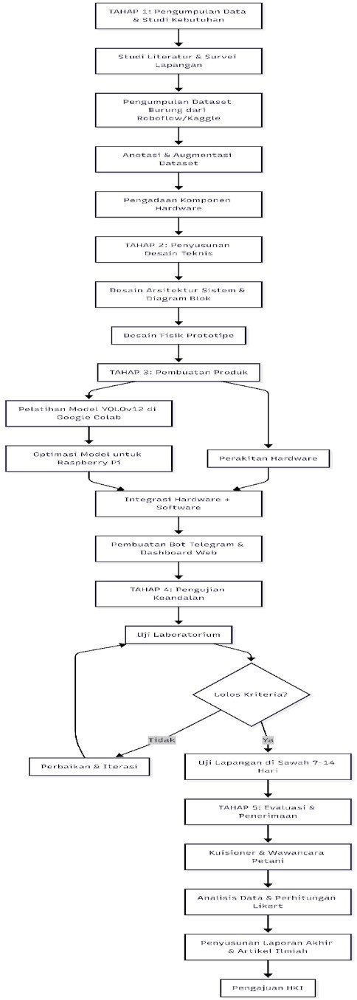 TAHAP 1: Pengumpulan Data
& Studi Kebutuhan
Studi Literatur & Survei
Lapangan
Pengumpulan Dataset
Burung dari
Roboflow/Kaggle
Anotasi & Augmentasi
Dataset
Pengadaan Komponen
Hardware
TAHAP 2: Penyusunan
Desain Teknis
Desain Arsitektur Sistem &
Diagram Blok
Desain Fisik Prototipe
TAHAP 3: Pembuatan Produk
Pelatihan Model YOLOv12 di
Google Colab
Optimasi Model untuk
Raspberry Pi
Perakitan Hardware
Integrasi Hardware +
Software
Pembuatan Bot Telegram &
Dashboard Web
TAHAP 4: Pengujian
Keandalan
Uji Laboratorium
Lolos Kriteria?
Tidak
Ya
Perbaikan & Iterasi
Uji Lapangan di Sawah 7-14
Hari
TAHAP 5: Evaluasi &
Penerimaan
Kuisioner & Wawancara
Petani
Analisis Data & Perhitungan
Likert
Penyusunan Laporan Akhir
& Artikel Ilmiah
Pengajuan HKI